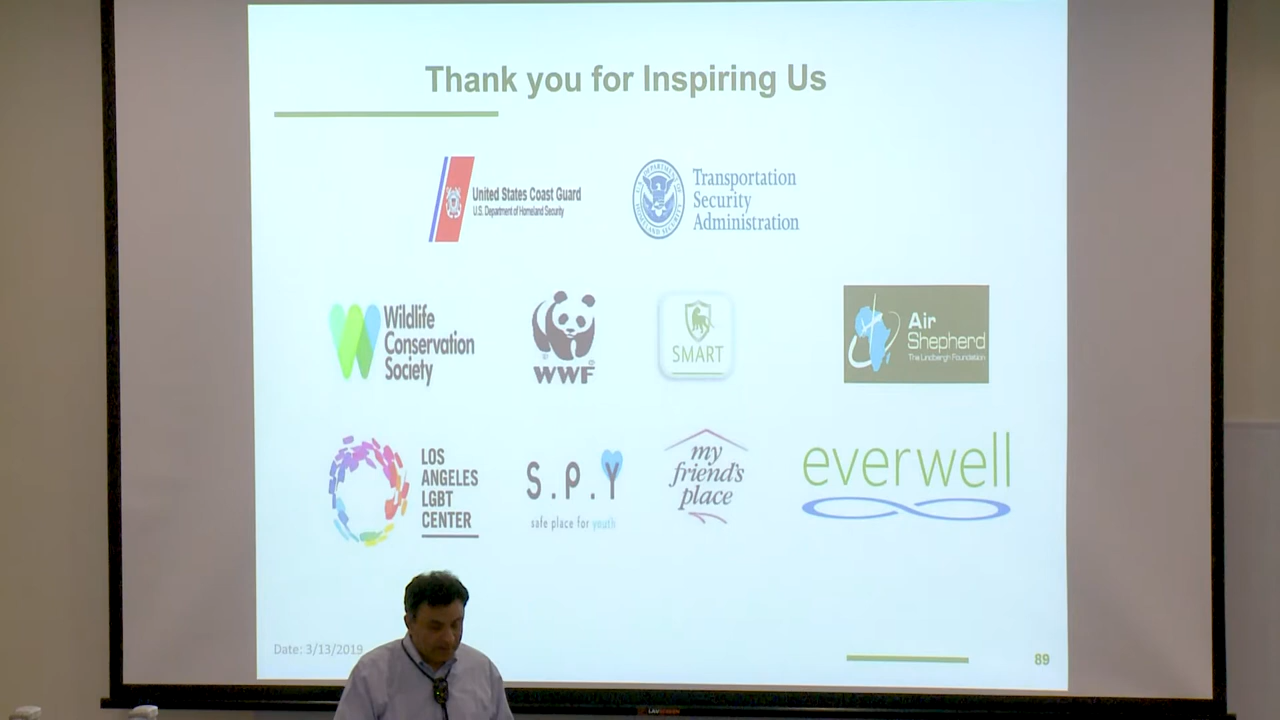 Thank you for Inspiring Us
United States Coast Guard
U.S. Department of Homeland Security
Transportation
Security
Administration
Wildlife
Conservation
Society
WWF
SMART
Air
Shepherd
The Lindbergh Foundation
LOS
ANGELES
LGBT
CENTER
S.P.Y
safe place for youth
my
friend's
place
everwell
Date: 3/13/2019
89